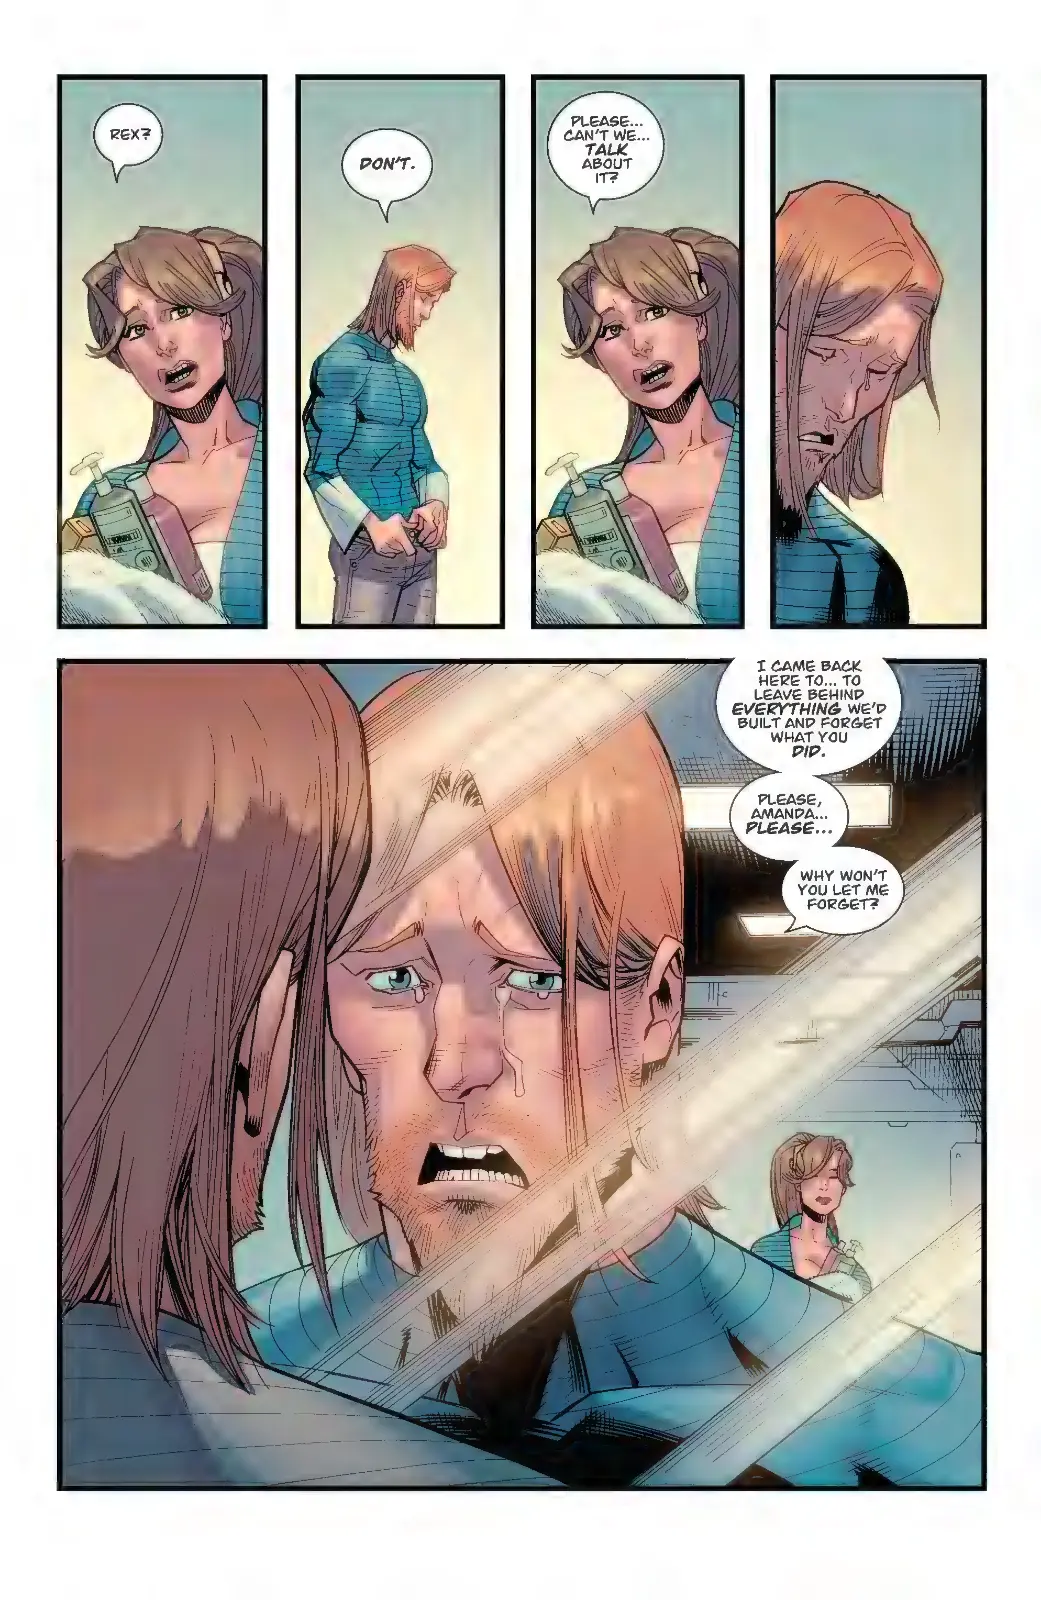 REX?
DON'T.
PLEASE...
CAN'T WE...
TALK
ABOUT
IT?
I CAME BACK
HERE TO... TO
LEAVE BEHIND
EVERYTHING WE'D
BUILT AND FORGET
WHAT YOU
DID.
PLEASE,
AMANDA...
PLEASE...
WHY WON'T
YOU LET ME
FORGET?